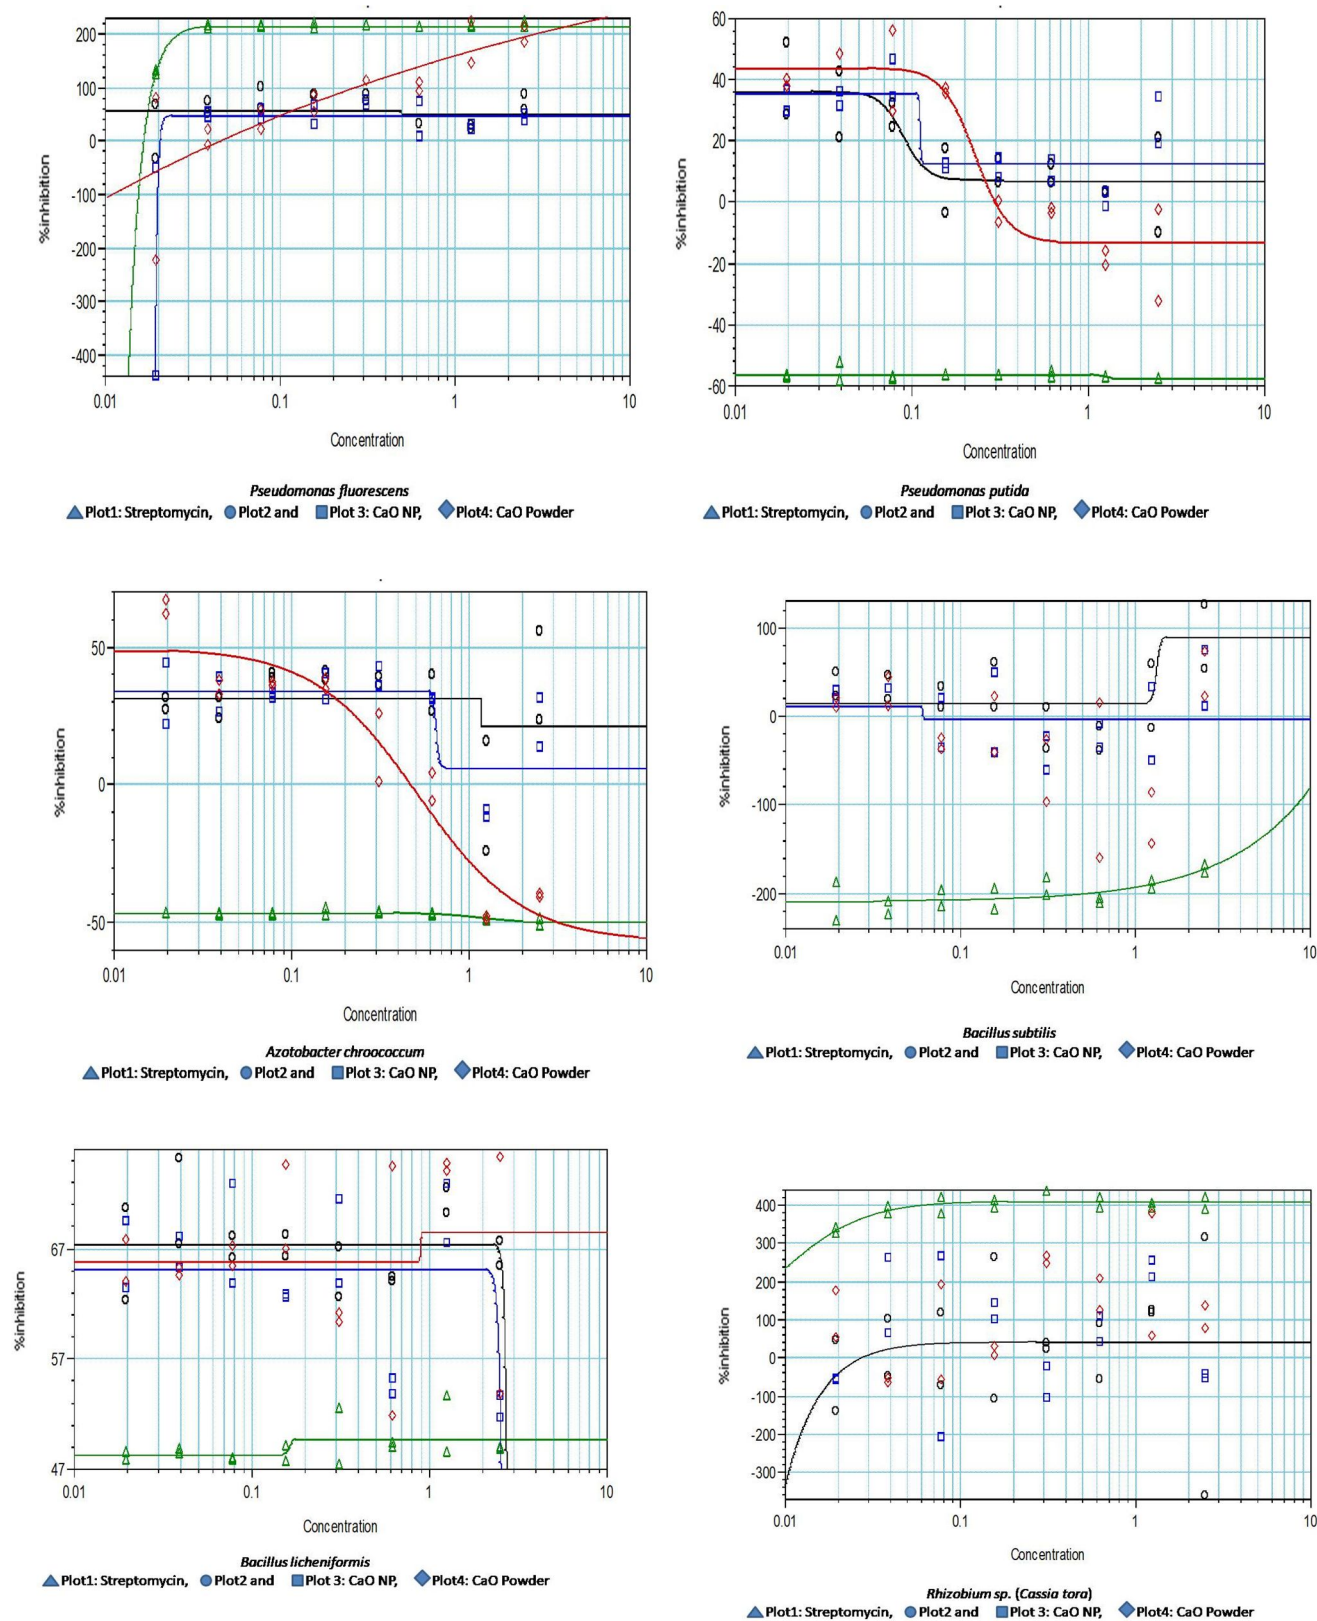 %inhibition
200
100
0
-100
-200
-300
-400
0.01 0.1 1 10
Concentration
Pseudomonas fluorescens
Plot1: Streptomycin, Plot2 and Plot 3: CaO NP, Plot4: CaO Powder
%inhibition
60
40
20
0
-20
-40
-60
0.01 0.1 1 10
Concentration
Pseudomonas putida
Plot1: Streptomycin, Plot2 and Plot 3: CaO NP, Plot4: CaO Powder
%inhibition
50
0
-50
0.01 0.1 1 10
Concentration
Azotobacter chroococcum
Plot1: Streptomycin, Plot2 and Plot 3: CaO NP, Plot4: CaO Powder
%inhibition
100
0
-100
-200
0.01 0.1 1 10
Concentration
Bacillus subtilis
Plot1: Streptomycin, Plot2 and Plot 3: CaO NP, Plot4: CaO Powder
%inhibition
67
57
47
0.01 0.1 1 10
Concentration
Bacillus licheniformis
Plot1: Streptomycin, Plot2 and Plot 3: CaO NP, Plot4: CaO Powder
%inhibition
400
300
200
100
0
-100
-200
-300
0.01 0.1 1 10
Concentration
Rhizobium sp. (Cassia tora)
Plot1: Streptomycin, Plot2 and Plot 3: CaO NP, Plot4: CaO Powder